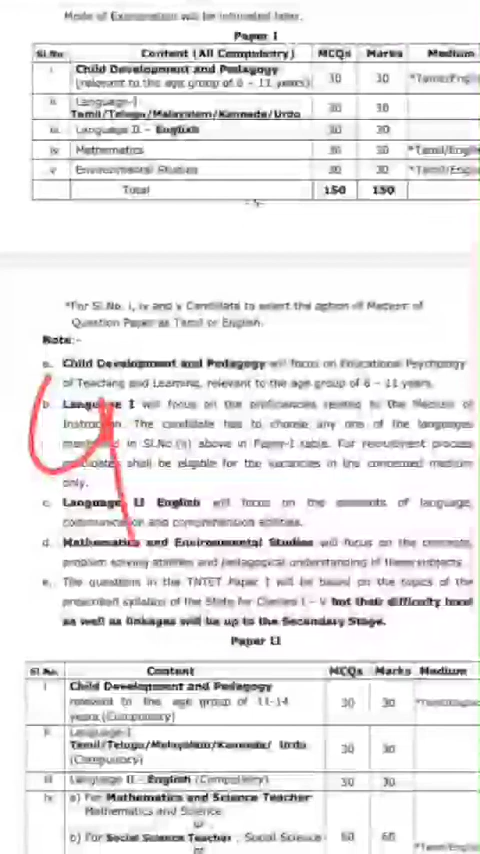 Mode of Examination will be intimated later.
Paper I
Sl.No Content (All Compulsory) MCQs Marks Medium
i Child Development and Pedagogy (relevant to the age group of 6 – 11 years) 30 30 *Tamil/Engl
ii Language-I Tamil/Telugu/Malayalam/Kannada/Urdu 30 30
iii Language II – English 30 30
iv Mathematics 30 30 *Tamil/Engli
v Environmental Studies 30 30 *Tamil/Engli
Total 150 150
*For Sl.No. i, iv and v Candidate to select the option of Medium of
Question Paper as Tamil or English.
Note:-
a. Child Development and Pedagogy will focus on Educational Psychology
of Teaching and Learning, relevant to the age group of 6 – 11 years.
b. Language I will focus on the proficiencies related to the Medium of
Instruction. The candidate has to choose any one of the languages
mentioned in Sl.No.(ii) above in Paper-I table. For recruitment process
candidates shall be eligible for the vacancies in the concerned medium
only.
c. Language II English will focus on the elements of language,
communication and comprehension abilities.
d. Mathematics and Environmental Studies will focus on the concepts,
problem solving abilities and pedagogical understanding of these subjects.
e. The questions in the TNTET Paper I will be based on the topics of the
prescribed syllabus of the State for Classes I – V but their difficulty level
as well as linkages will be up to the Secondary Stage.
Paper II
Sl No. Content MCQs Marks Medium
i Child Development and Pedagogy
relevant to the age group of 11-14
years (Compulsory) 30 30
ii Language-I
Tamil/Telugu/Malayalam/Kannada/ Urdu
(Compulsory) 30 30
iii Language II – English (Compulsory) 30 30
iv a) For Mathematics and Science Teacher
Mathematics and Science
or
b) For Social Science Teacher : Social Science 60 60
or *Tamil/Engli